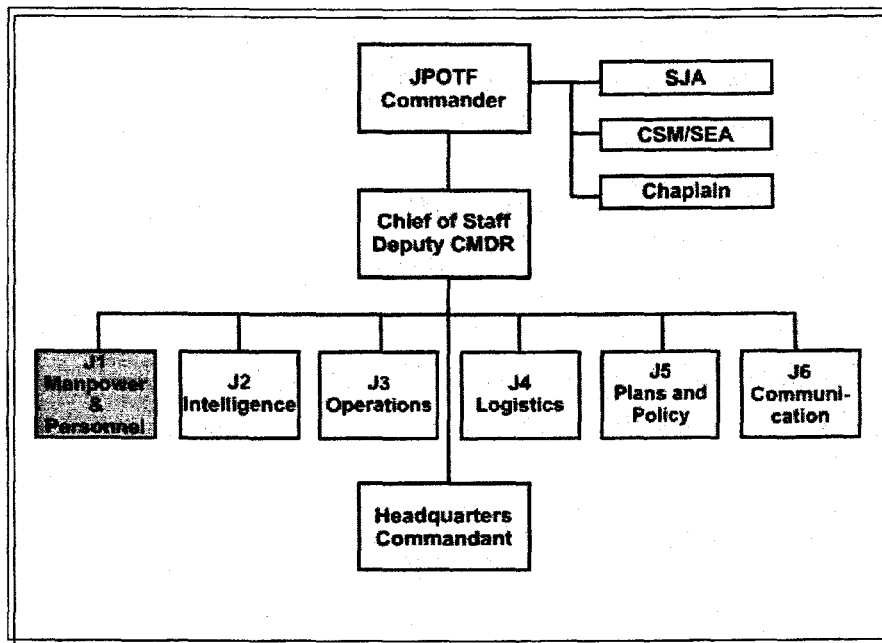 JPOTF
Commander
SJA
CSM/SEA
Chaplain
Chief of Staff
Deputy CMDR
J1
Manpower
&
Personnel
J2
Intelligence
J3
Operations
J4
Logistics
J5
Plans and
Policy
J6
Communi-
cation
Headquarters
Commandant